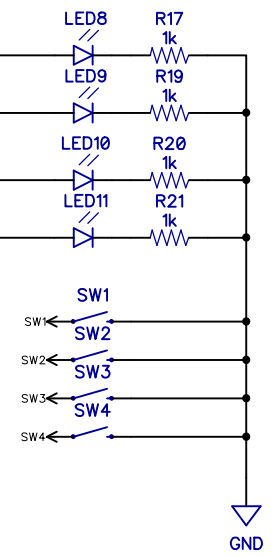 LED8 R17
1k
LED9 R19
1k
LED10 R20
1k
LED11 R21
1k
SW1
SW1
SW2
SW2
SW3
SW3
SW4
SW4
GND